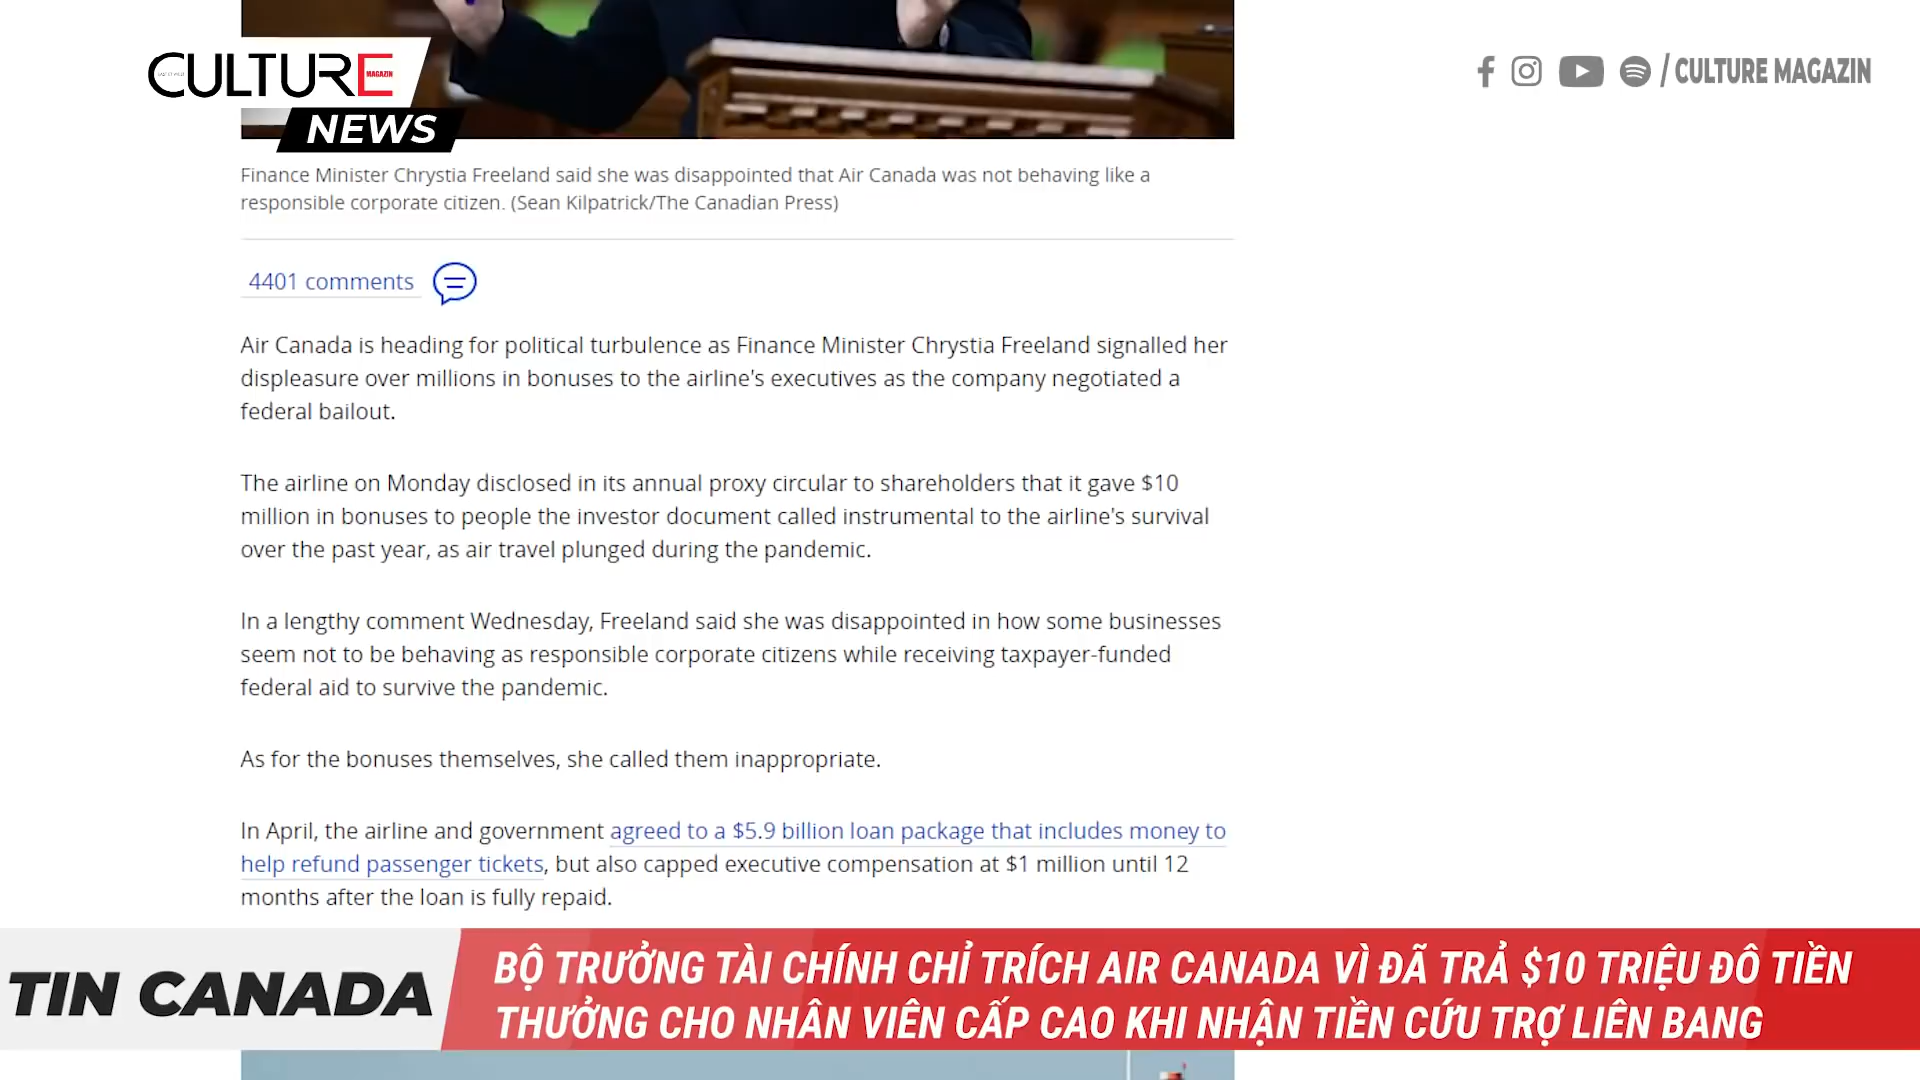 CULTURE
MAGAZIN
NEWS
/ CULTURE MAGAZIN
Finance Minister Chrystia Freeland said she was disappointed that Air Canada was not behaving like a
responsible corporate citizen. (Sean Kilpatrick/The Canadian Press)
4401 comments
Air Canada is heading for political turbulence as Finance Minister Chrystia Freeland signalled her
displeasure over millions in bonuses to the airline's executives as the company negotiated a
federal bailout.
The airline on Monday disclosed in its annual proxy circular to shareholders that it gave $10
million in bonuses to people the investor document called instrumental to the airline's survival
over the past year, as air travel plunged during the pandemic.
In a lengthy comment Wednesday, Freeland said she was disappointed in how some businesses
seem not to be behaving as responsible corporate citizens while receiving taxpayer-funded
federal aid to survive the pandemic.
As for the bonuses themselves, she called them inappropriate.
In April, the airline and government agreed to a $5.9 billion loan package that includes money to
help refund passenger tickets, but also capped executive compensation at $1 million until 12
months after the loan is fully repaid.
TIN CANADA
BỘ TRƯỞNG TÀI CHÍNH CHỈ TRÍCH AIR CANADA VÌ ĐÃ TRẢ $10 TRIỆU ĐÔ TIỀN
THƯỞNG CHO NHÂN VIÊN CẤP CAO KHI NHẬN TIỀN CỨU TRỢ LIÊN BANG